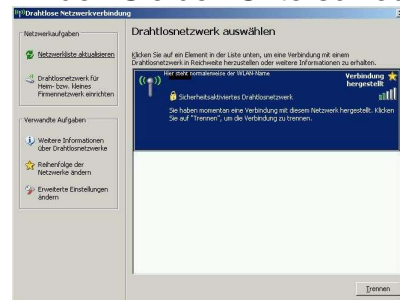 Drahtlose Netzwerkverbindung
Netzwerkaufgaben
Netzwerkliste aktualisieren
Drahtlosnetzwerk für
Heim- bzw. kleines
Firmennetzwerk einrichten
Verwandte Aufgaben
Weitere Informationen
über Drahtlosnetzwerke
Reihenfolge der
Netzwerke ändern
Erweiterte Einstellungen
ändern
Drahtlosnetzwerk auswählen
Klicken Sie auf ein Element in der Liste unten, um eine Verbindung mit einem
Drahtlosnetzwerk in Reichweite herzustellen oder weitere Informationen zu erhalten.
Hier steht normalerweise der WLAN-Name
Verbindung
hergestellt
Sicherheitsaktiviertes Drahtlosnetzwerk
Sie haben momentan eine Verbindung mit diesem Netzwerk hergestellt. Klicken
Sie auf "Trennen", um die Verbindung zu trennen.
Trennen